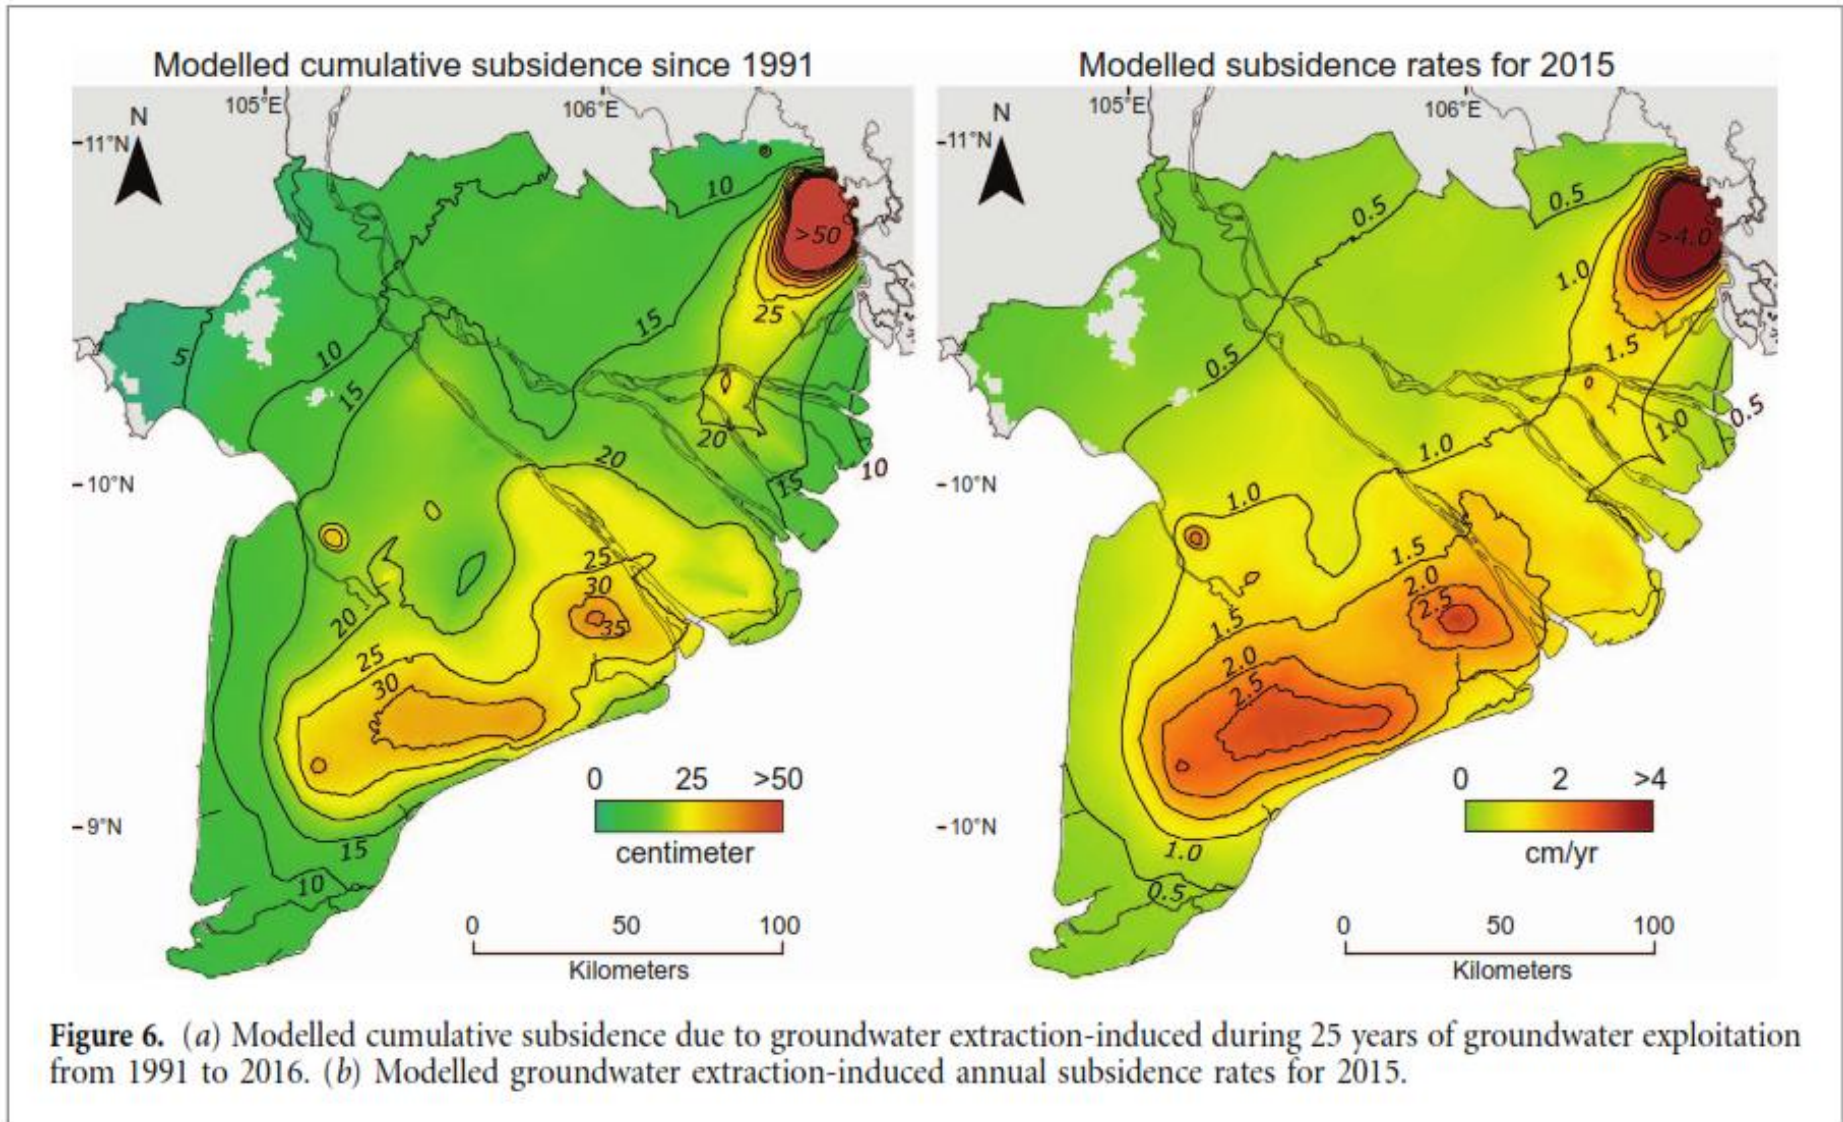 Modelled cumulative subsidence since 1991
105°E
106°E
N
11°N
10
>50
25
15
5
10
15
20
20
10
15
25
30
35
20
25
30
10°N
9°N
15
10
0 25 >50
centimeter
0 50 100
Kilometers
Modelled subsidence rates for 2015
105°E
106°E
N
11°N
0.5
0.5
>4.0
1.0
0.5
1.5
0.5
1.0
1.0
1.0
1.5
2.0
2.5
1.5
2.0
2.5
10°N
10°N
1.0
0.5
0 2 >4
cm/yr
0 50 100
Kilometers
Figure 6. (a) Modelled cumulative subsidence due to groundwater extraction-induced during 25 years of groundwater exploitation
from 1991 to 2016. (b) Modelled groundwater extraction-induced annual subsidence rates for 2015.